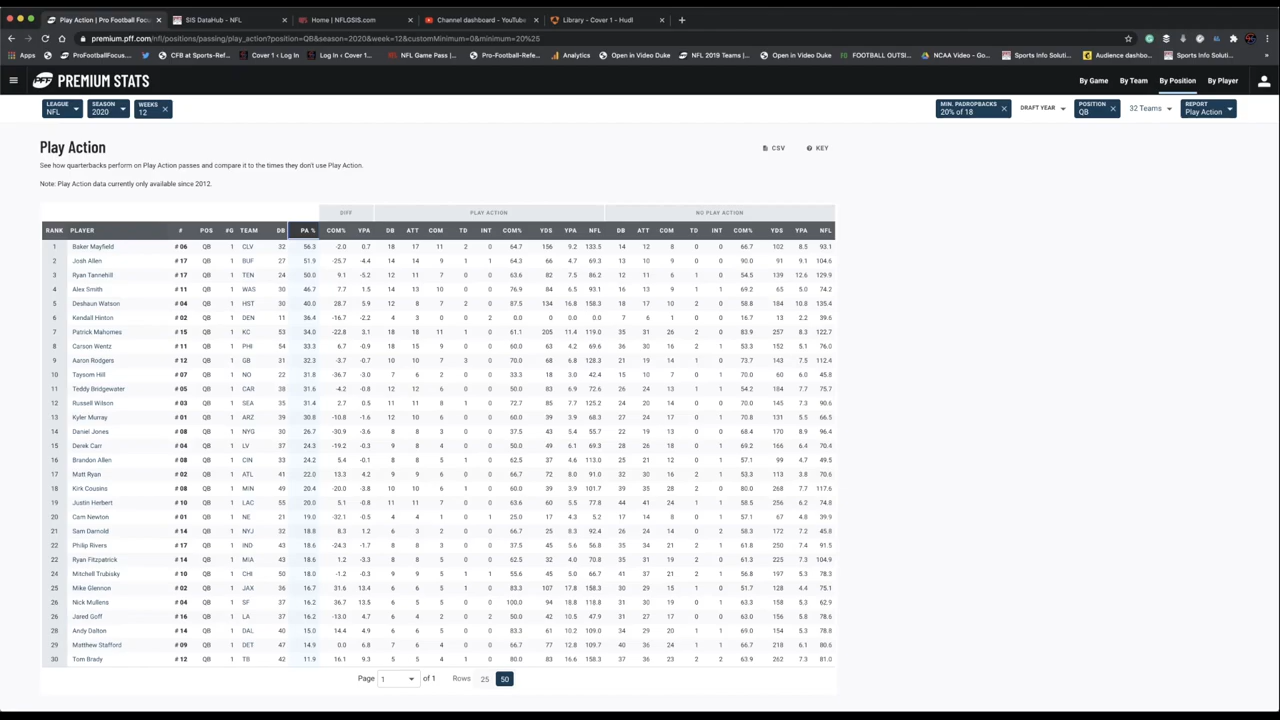 Play Action | Pro Football Focu
SIS DataHub - NFL
Home | NFLGSIS.com
Channel dashboard - YouTube
Library - Cover 1 - Hudl
premium.pff.com/nfl/positions/passing/play_action?position=QB&season=2020&week=12&customMinimum=0&minimum=20%25
Apps ProFootballFocus... CFB at Sports-Ref... Cover 1 ‹ Log In Cover1 ‹ Log In NFL Game Pass |... Pro-Football-Refe... Analytics Open in Video Duke NFL 2019 Teams |... Open in Video Duke FOOTBALL OUTSI... NCAA Video - Go... Sports Info Soluti... Audience dashbo... Sports Info Soluti...
PFF PREMIUM STATS
By Game By Team By Position By Player
LEAGUE NFL SEASON 2020 WEEKS 12
MIN. PADROPBACKS 20% of 18 DRAFT YEAR POSITION QB 32 Teams REPORT Play Action
Play Action
CSV KEY
See how quarterbacks perform on Play Action passes and compare it to the times they don't use Play Action.
Note: Play Action data currently only available since 2012.
DIFF PLAY ACTION NO PLAY ACTION
RANK PLAYER # POS #G TEAM DB PA % COM% YPA DB ATT COM TD INT COM% YDS YPA NFL DB ATT COM TD INT COM% YDS YPA NFL
1 Baker Mayfield # 06 QB 1 CLV 32 56.3 -2.0 0.7 18 17 11 2 0 64.7 156 9.2 133.5 14 12 8 0 0 66.7 102 8.5 93.1
2 Josh Allen # 17 QB 1 BUF 27 51.9 -25.7 -4.4 14 14 9 1 1 64.3 66 4.7 69.3 13 10 9 0 0 90.0 91 9.1 104.6
3 Ryan Tannehill # 17 QB 1 TEN 24 50.0 9.1 -5.2 12 11 7 0 0 63.6 82 7.5 86.2 12 11 6 1 0 54.5 139 12.6 129.9
4 Alex Smith # 11 QB 1 WAS 30 46.7 7.7 1.5 14 13 10 0 0 76.9 84 6.5 93.1 16 13 9 1 1 69.2 65 5.0 74.2
5 Deshaun Watson # 04 QB 1 HST 30 40.0 28.7 5.9 12 8 7 2 0 87.5 134 16.8 158.3 18 17 10 2 0 58.8 184 10.8 135.4
6 Kendall Hinton # 02 QB 1 DEN 11 36.4 -16.7 -2.2 4 3 0 0 2 0.0 0 0.0 0.0 7 6 1 0 0 16.7 13 2.2 39.6
7 Patrick Mahomes # 15 QB 1 KC 53 34.0 -22.8 3.1 18 18 11 1 0 61.1 205 11.4 119.0 35 31 26 2 0 83.9 257 8.3 122.7
8 Carson Wentz # 11 QB 1 PHI 54 33.3 6.7 -0.9 18 15 9 0 0 60.0 63 4.2 69.6 36 30 16 2 1 53.3 152 5.1 76.0
9 Aaron Rodgers # 12 QB 1 GB 31 32.3 -3.7 -0.7 10 10 7 3 0 70.0 68 6.8 128.3 21 19 14 1 0 73.7 143 7.5 112.4
10 Taysom Hill # 07 QB 1 NO 22 31.8 -36.7 -3.0 7 6 2 0 0 33.3 18 3.0 42.4 15 10 7 0 1 70.0 60 6.0 45.8
11 Teddy Bridgewater # 05 QB 1 CAR 38 31.6 -4.2 -0.8 12 12 6 0 0 50.0 83 6.9 72.6 26 24 13 1 1 54.2 184 7.7 75.7
12 Russell Wilson # 03 QB 1 SEA 35 31.4 2.7 0.5 11 11 8 1 0 72.7 85 7.7 125.2 24 20 14 0 0 70.0 145 7.3 90.6
13 Kyler Murray # 01 QB 1 ARZ 39 30.8 -10.8 -1.6 12 10 6 0 0 60.0 39 3.9 68.3 27 24 17 0 1 70.8 131 5.5 66.5
14 Daniel Jones # 08 QB 1 NYG 30 26.7 -30.9 -3.6 8 8 3 0 0 37.5 43 5.4 55.7 22 19 13 0 0 68.4 170 8.9 96.4
15 Derek Carr # 04 QB 1 LV 37 24.3 -19.2 -0.3 9 8 4 0 0 50.0 49 6.1 69.3 28 26 18 0 1 69.2 166 6.4 70.4
16 Brandon Allen # 08 QB 1 CIN 33 24.2 5.4 -0.1 8 8 5 1 0 62.5 37 4.6 113.0 25 21 12 0 1 57.1 99 4.7 49.5
17 Matt Ryan # 02 QB 1 ATL 41 22.0 13.3 4.2 9 9 6 0 0 66.7 72 8.0 91.0 32 30 16 2 1 53.3 113 3.8 70.6
18 Kirk Cousins # 08 QB 1 MIN 49 20.4 -20.0 -3.8 10 10 6 1 0 60.0 39 3.9 101.7 39 35 28 2 0 80.0 268 7.7 117.6
19 Justin Herbert # 10 QB 1 LAC 55 20.0 5.1 -0.8 11 11 7 0 0 63.6 60 5.5 77.8 44 41 24 1 1 58.5 256 6.2 74.8
20 Cam Newton # 01 QB 1 NE 21 19.0 -32.1 -0.5 4 4 1 0 1 25.0 17 4.3 5.2 17 14 8 0 1 57.1 67 4.8 39.9
21 Sam Darnold # 14 QB 1 NYJ 32 18.8 8.3 1.2 6 3 2 0 0 66.7 25 8.3 92.4 26 24 14 0 2 58.3 172 7.2 45.8
22 Philip Rivers # 17 QB 1 IND 43 18.6 -24.3 -1.7 8 8 3 0 0 37.5 45 5.6 56.8 35 34 21 2 1 61.8 250 7.4 91.5
22 Ryan Fitzpatrick # 14 QB 1 MIA 43 18.6 1.2 -3.3 8 8 5 0 0 62.5 32 4.0 70.8 35 31 19 2 0 61.3 225 7.3 104.9
24 Mitchell Trubisky # 10 QB 1 CHI 50 18.0 -1.2 -0.3 9 9 5 1 1 55.6 45 5.0 66.7 41 37 21 2 1 56.8 197 5.3 78.3
25 Mike Glennon # 02 QB 1 JAX 36 16.7 31.6 13.4 6 6 5 1 0 83.3 107 17.8 158.3 30 29 15 1 0 51.7 128 4.4 75.1
26 Nick Mullens # 04 QB 1 SF 37 16.2 36.7 13.5 6 5 5 0 0 100.0 94 18.8 118.8 31 30 19 0 1 63.3 158 5.3 62.9
26 Jared Goff # 16 QB 1 LA 37 16.2 -13.0 4.7 6 4 2 0 2 50.0 42 10.5 47.9 31 27 17 0 0 63.0 156 5.8 78.6
28 Andy Dalton # 14 QB 1 DAL 40 15.0 14.4 4.9 6 6 5 0 0 83.3 61 10.2 109.0 34 29 20 1 1 69.0 154 5.3 78.8
29 Matthew Stafford # 09 QB 1 DET 47 14.9 0.0 6.8 7 6 4 0 0 66.7 77 12.8 109.7 40 36 24 1 1 66.7 218 6.1 80.6
30 Tom Brady # 12 QB 1 TB 42 11.9 16.1 9.3 5 5 4 1 0 80.0 83 16.6 158.3 37 36 23 2 2 63.9 262 7.3 81.0
Page 1 of 1 Rows 25 50